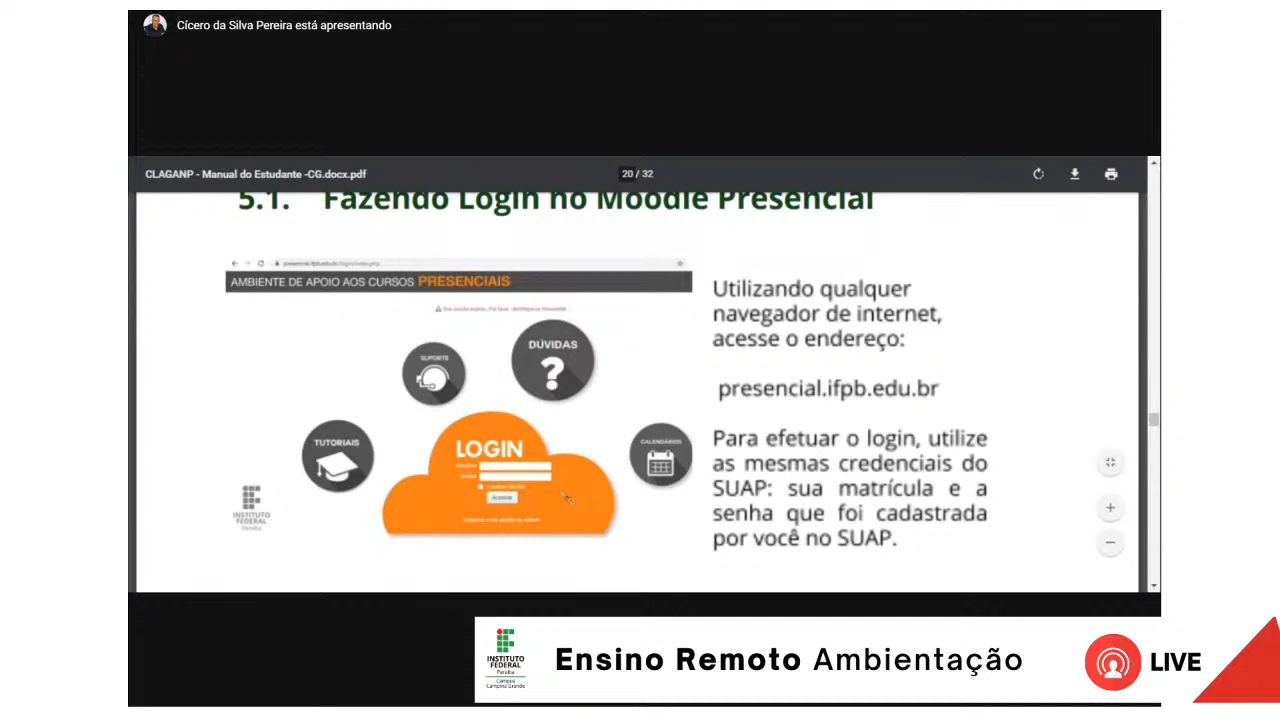 Cícero da Silva Pereira está apresentando
CLAGANP - Manual do Estudante -CG.docx.pdf
20 / 32
5.1. Fazendo Login no Moodle Presencial
AMBIENTE DE APOIO AOS CURSOS PRESENCIAIS
SUPORTE
DÚVIDAS
?
TUTORIAIS
LOGIN
CALENDÁRIOS
Acessar
INSTITUTO
FEDERAL
Paraíba
Utilizando qualquer
navegador de internet,
acesse o endereço:
presencial.ifpb.edu.br
Para efetuar o login, utilize
as mesmas credenciais do
SUAP: sua matrícula e a
senha que foi cadastrada
por você no SUAP.
INSTITUTO
FEDERAL
Paraíba
Campus
Campina Grande
Ensino Remoto Ambientação
LIVE